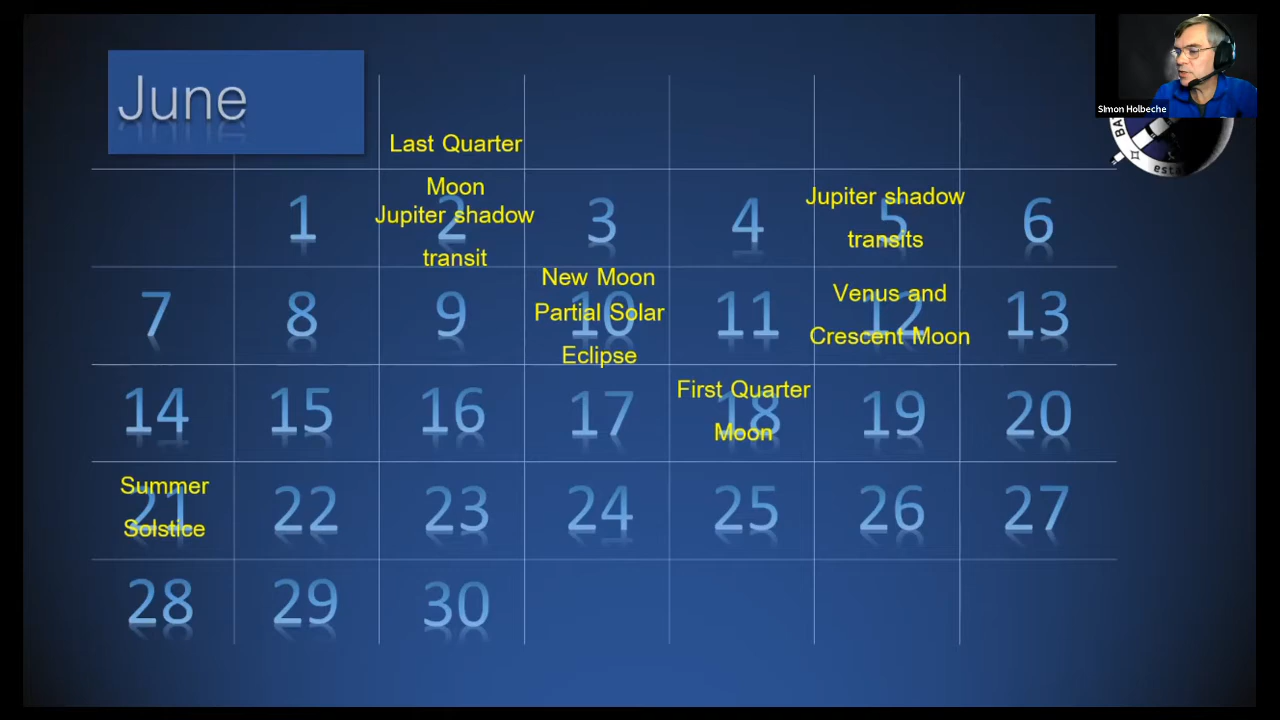 June
Simon Holbeche
BA
esta
Last Quarter
Moon
Jupiter shadow
transit
Jupiter shadow
transits
1 2 3 4 5 6
New Moon
Partial Solar
Eclipse
Venus and
Crescent Moon
7 8 9 10 11 12 13
First Quarter
Moon
14 15 16 17 18 19 20
Summer
Solstice
21 22 23 24 25 26 27
28 29 30